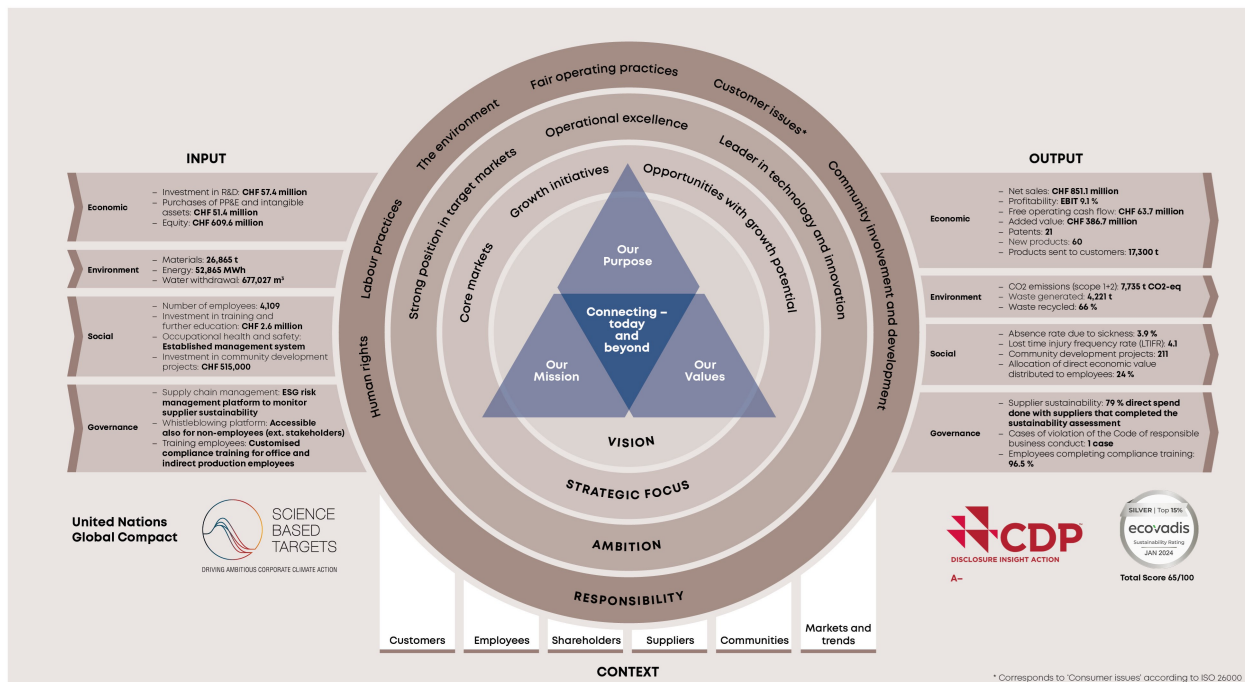 INPUT
Economic
– Investment in R&D: CHF 57.4 million
– Purchases of PP&E and intangible
assets: CHF 51.4 million
– Equity: CHF 609.6 million
Environment
– Materials: 26,865 t
– Energy: 52,865 MWh
– Water withdrawal: 677,027 m³
Social
– Number of employees: 4,109
– Investment in training and
further education: CHF 2.6 million
– Occupational health and safety:
Established management system
– Investment in community development
projects: CHF 515,000
Governance
– Supply chain management: ESG risk
management platform to monitor
supplier sustainability
– Whistleblowing platform: Accessible
also for non-employees (ext. stakeholders)
– Training employees: Customised
compliance training for office and
indirect production employees
United Nations
Global Compact
SCIENCE
BASED
TARGETS
DRIVING AMBITIOUS CORPORATE CLIMATE ACTION
Human rights
Labour practices
The environment
Fair operating practices
Customer issues*
Community involvement and development
Strong position in target markets
Operational excellence
Leader in technology and innovation
Core markets
Growth initiatives
Opportunities with growth potential
Our
Purpose
Connecting –
today
and
beyond
Our
Mission
Our
Values
VISION
STRATEGIC FOCUS
AMBITION
RESPONSIBILITY
Customers
Employees
Shareholders
Suppliers
Communities
Markets and
trends
CONTEXT
OUTPUT
Economic
– Net sales: CHF 851.1 million
– Profitability: EBIT 9.1 %
– Free operating cash flow: CHF 63.7 million
– Added value: CHF 386.7 million
– Patents: 21
– New products: 60
– Products sent to customers: 17,300 t
Environment
– CO2 emissions (scope 1+2): 7,735 t CO2-eq
– Waste generated: 4,221 t
– Waste recycled: 66 %
Social
– Absence rate due to sickness: 3.9 %
– Lost time injury frequency rate (LTIFR): 4.1
– Community development projects: 211
– Allocation of direct economic value
distributed to employees: 24 %
Governance
– Supplier sustainability: 79 % direct spend
done with suppliers that completed the
sustainability assessment
– Cases of violation of the Code of responsible
business conduct: 1 case
– Employees completing compliance training:
96.5 %
CDP
DISCLOSURE INSIGHT ACTION
A–
SILVER | Top 15%
ecovadis
Sustainability Rating
JAN 2024
Total Score 65/100
* Corresponds to 'Consumer issues' according to ISO 26000